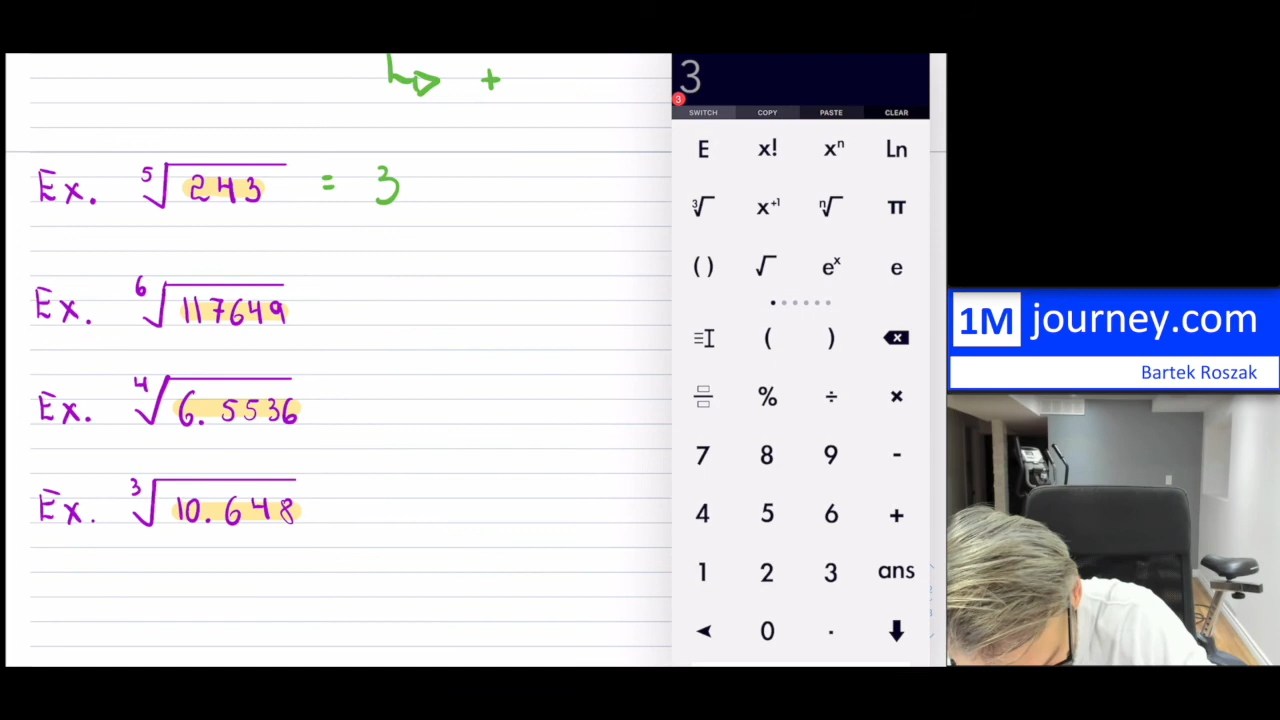 +
Ex. ⁵√243 = 3
Ex. ⁶√117649
Ex. ⁴√6.5536
Ex. ³√10.648
3
3
SWITCH COPY PASTE CLEAR
E x! xⁿ Ln
³√ x⁺¹ ⁿ√ π
( ) √ eˣ e
( )
% ÷ ×
7 8 9 -
4 5 6 +
1 2 3 ans
0 .
1M journey.com
Bartek Roszak